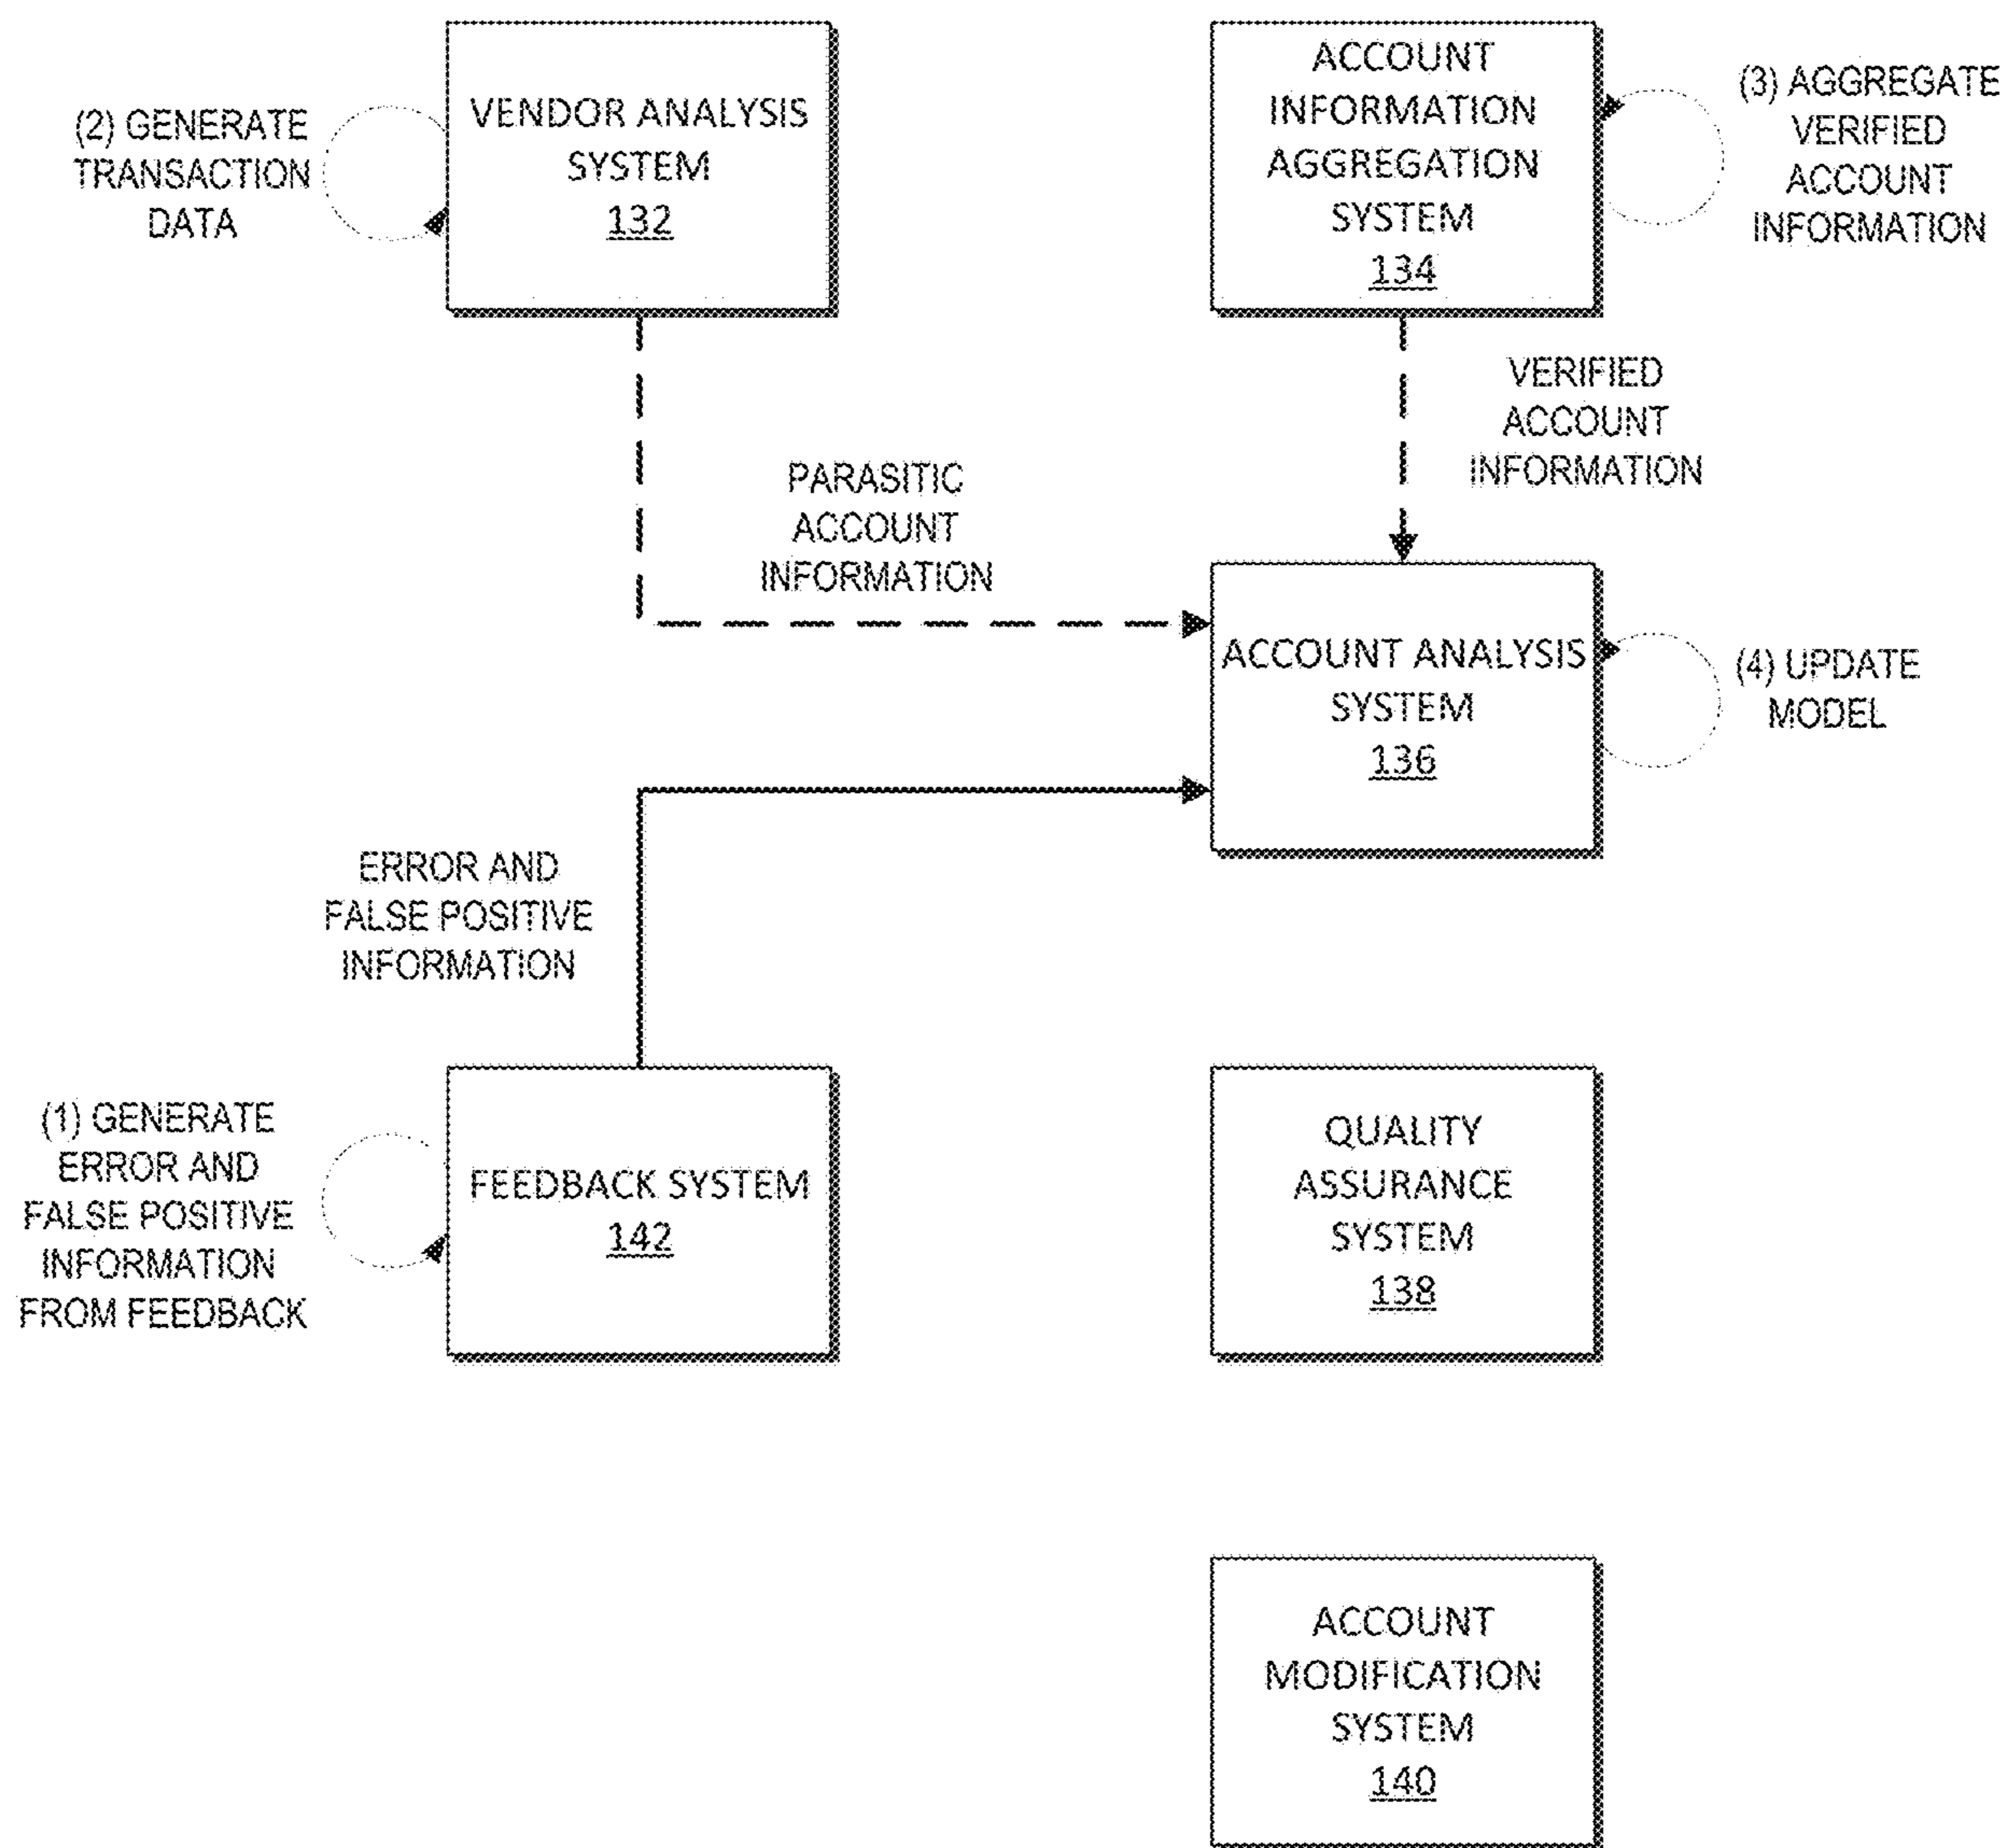 (2) GENERATE
TRANSACTION
DATA
VENDOR ANALYSIS
SYSTEM
132
ACCOUNT
INFORMATION
AGGREGATION
SYSTEM
134
(3) AGGREGATE
VERIFIED
ACCOUNT
INFORMATION
VERIFIED
ACCOUNT
INFORMATION
PARASITIC
ACCOUNT
INFORMATION
ACCOUNT ANALYSIS
SYSTEM
136
(4) UPDATE
MODEL
ERROR AND
FALSE POSITIVE
INFORMATION
(1) GENERATE
ERROR AND
FALSE POSITIVE
INFORMATION
FROM FEEDBACK
FEEDBACK SYSTEM
142
QUALITY
ASSURANCE
SYSTEM
138
ACCOUNT
MODIFICATION
SYSTEM
140